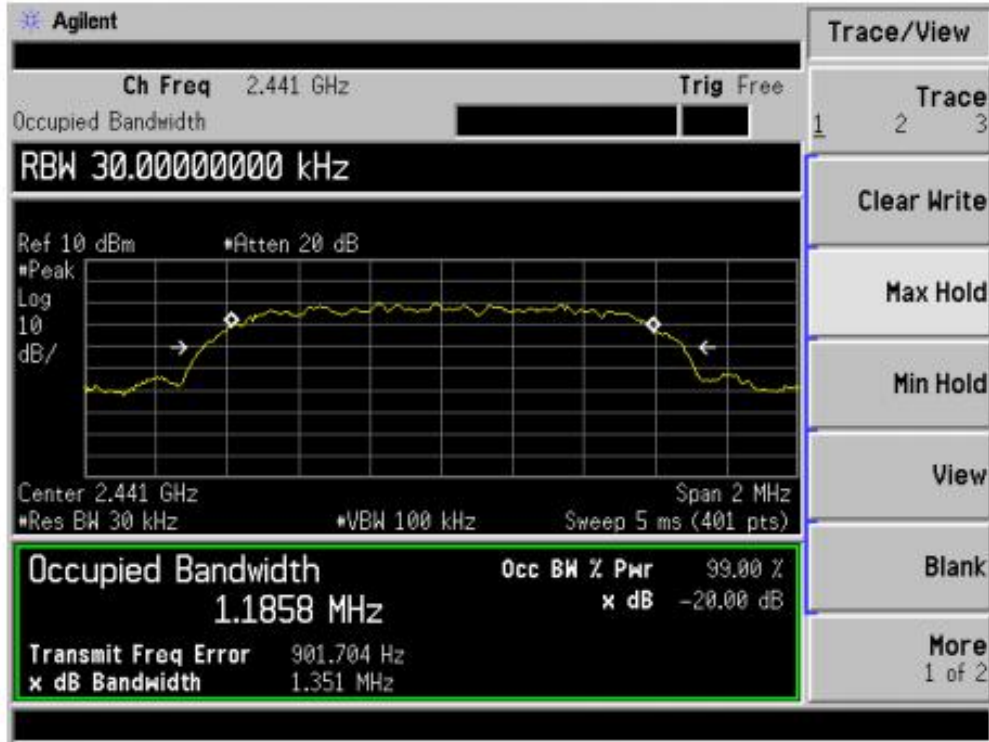 Agilent
Trace/View
Ch Freq 2.441 GHz Trig Free
Occupied Bandwidth
Trace
1 2 3
RBW 30.00000000 kHz
Clear Write
Ref 10 dBm *Atten 20 dB
*Peak
Log
10
dB/
Max Hold
Min Hold
View
Center 2.441 GHz Span 2 MHz
*Res BW 30 kHz *VBW 100 kHz Sweep 5 ms (401 pts)
Occupied Bandwidth
1.1858 MHz
Occ BW % Pwr 99.00 %
x dB -20.00 dB
Transmit Freq Error 901.704 Hz
x dB Bandwidth 1.351 MHz
Blank
More
1 of 2